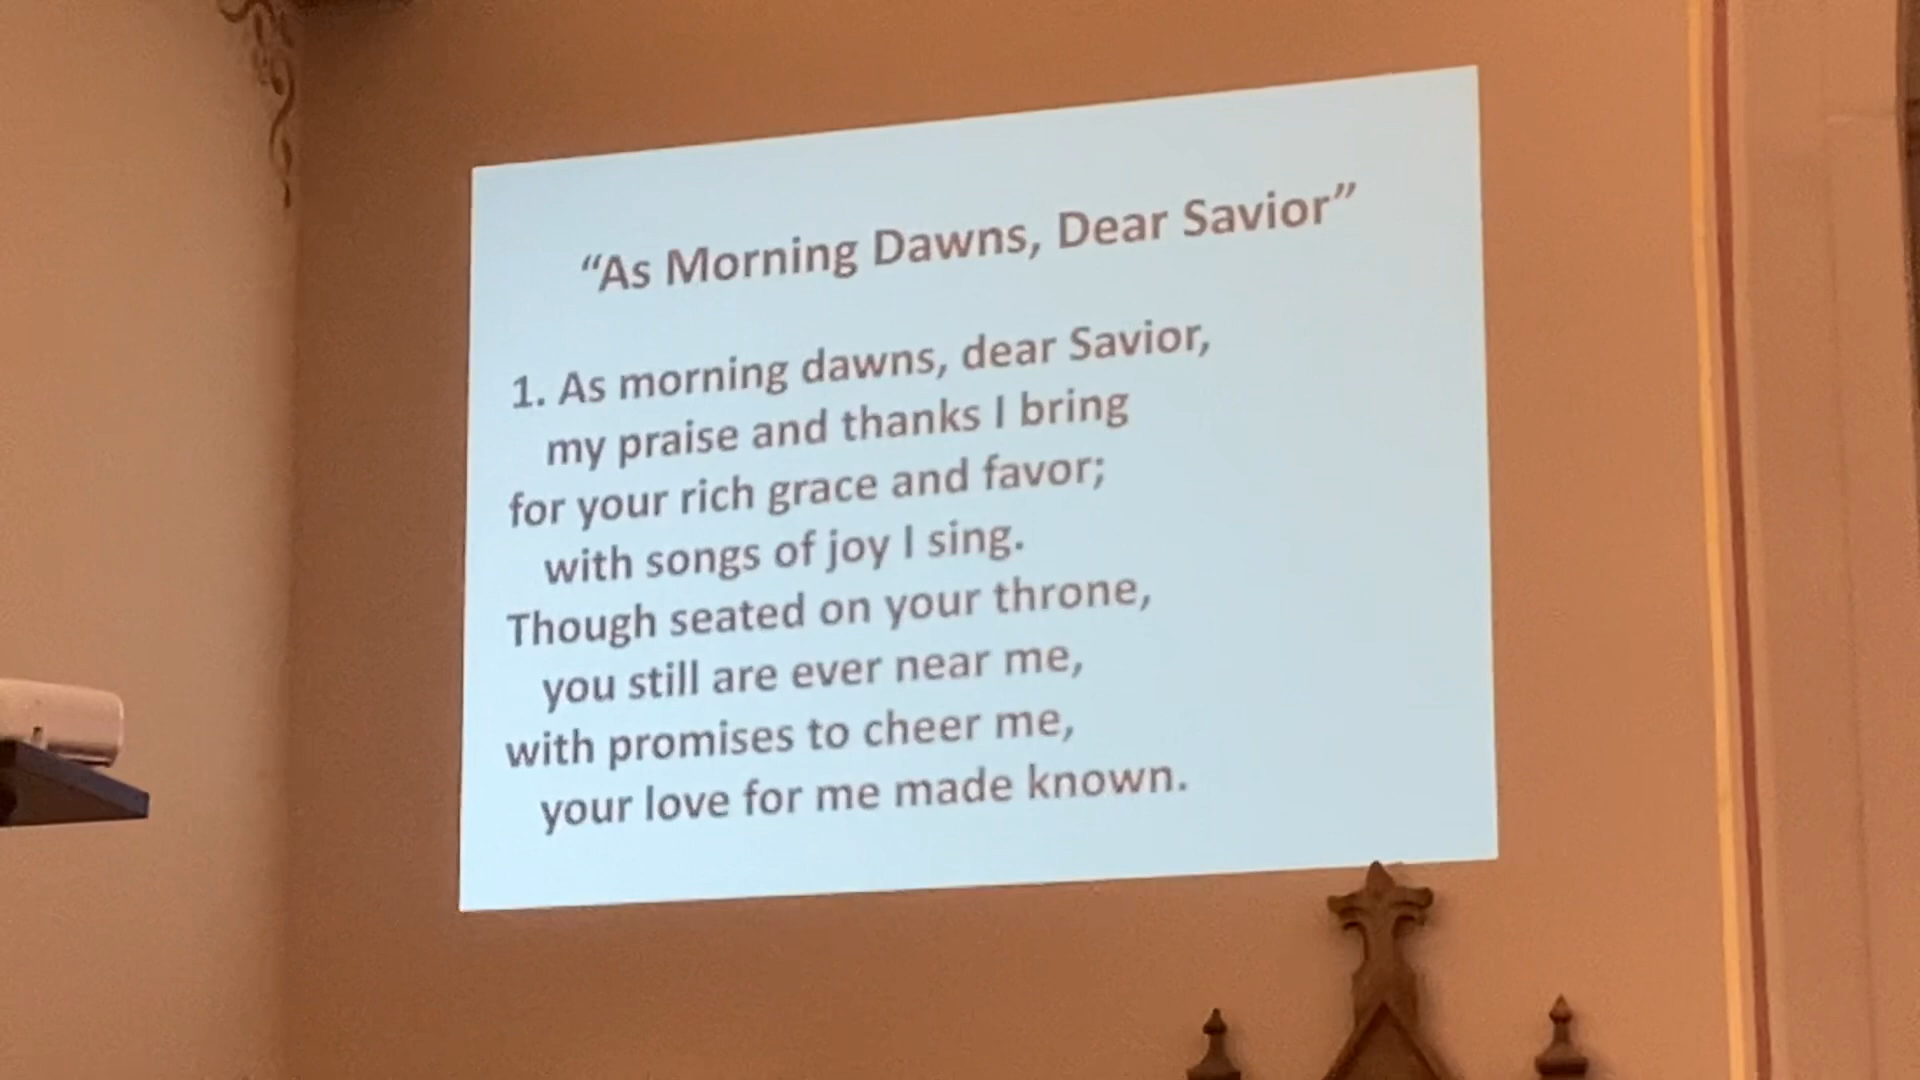 “As Morning Dawns, Dear Savior”
1. As morning dawns, dear Savior,
my praise and thanks I bring
for your rich grace and favor;
with songs of joy I sing.
Though seated on your throne,
you still are ever near me,
with promises to cheer me,
your love for me made known.